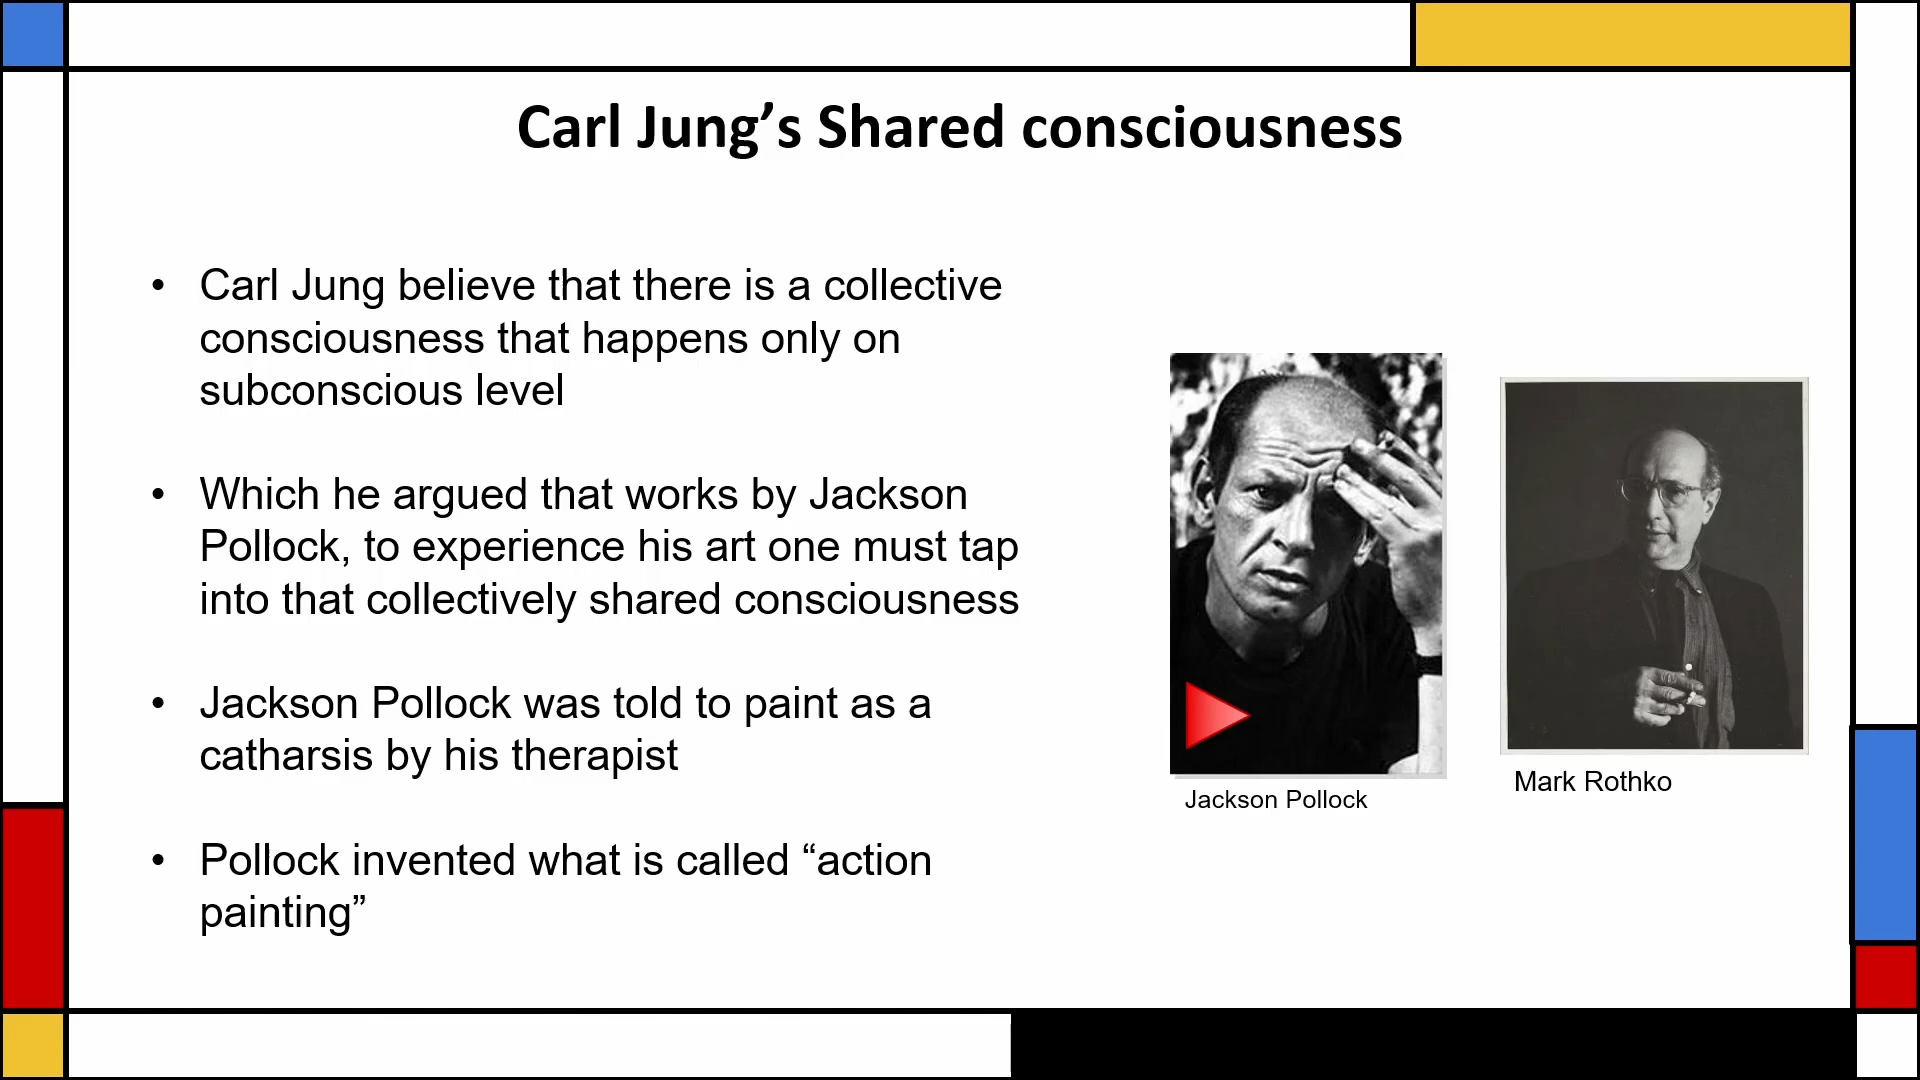 Carl Jung’s Shared consciousness
• Carl Jung believe that there is a collective
consciousness that happens only on
subconscious level
• Which he argued that works by Jackson
Pollock, to experience his art one must tap
into that collectively shared consciousness
• Jackson Pollock was told to paint as a
catharsis by his therapist
• Pollock invented what is called “action
painting”
Jackson Pollock
Mark Rothko